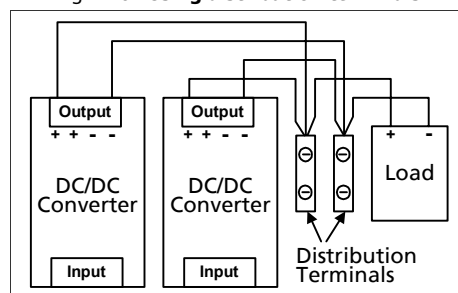 Output
+ + - -
DC/DC
Converter
Input
Output
+ + - -
DC/DC
Converter
Input
+ -
Load
Distribution
Terminals